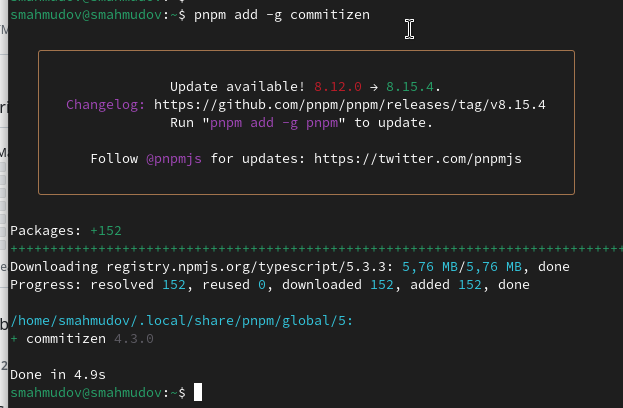 smahmudov@smahmudov:~$ pnpm add -g commitizen
Update available! 8.12.0 → 8.15.4.
Changelog: https://github.com/pnpm/pnpm/releases/tag/v8.15.4
Run "pnpm add -g pnpm" to update.
Follow @pnpmjs for updates: https://twitter.com/pnpmjs
Packages: +152
++++++++++++++++++++++++++++++++++++++++++++++++++++++++++++++++++++++++++++
Downloading registry.npmjs.org/typescript/5.3.3: 5,76 MB/5,76 MB, done
Progress: resolved 152, reused 0, downloaded 152, added 152, done
/home/smahmudov/.local/share/pnpm/global/5:
+ commitizen 4.3.0
Done in 4.9s
smahmudov@smahmudov:~$